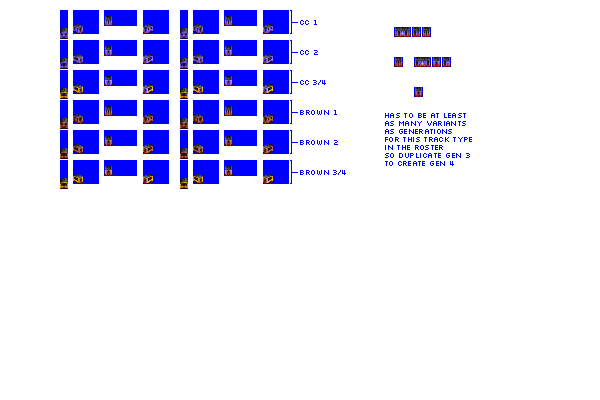 CC 1
CC 2
CC 3/4
BROWN 1
BROWN 2
BROWN 3/4
HAS TO BE AT LEAST
AS MANY VARIANTS
AS GENERATIONS
FOR THIS TRACK TYPE
IN THE ROSTER
SO DUPLICATE GEN 3
TO CREATE GEN 4